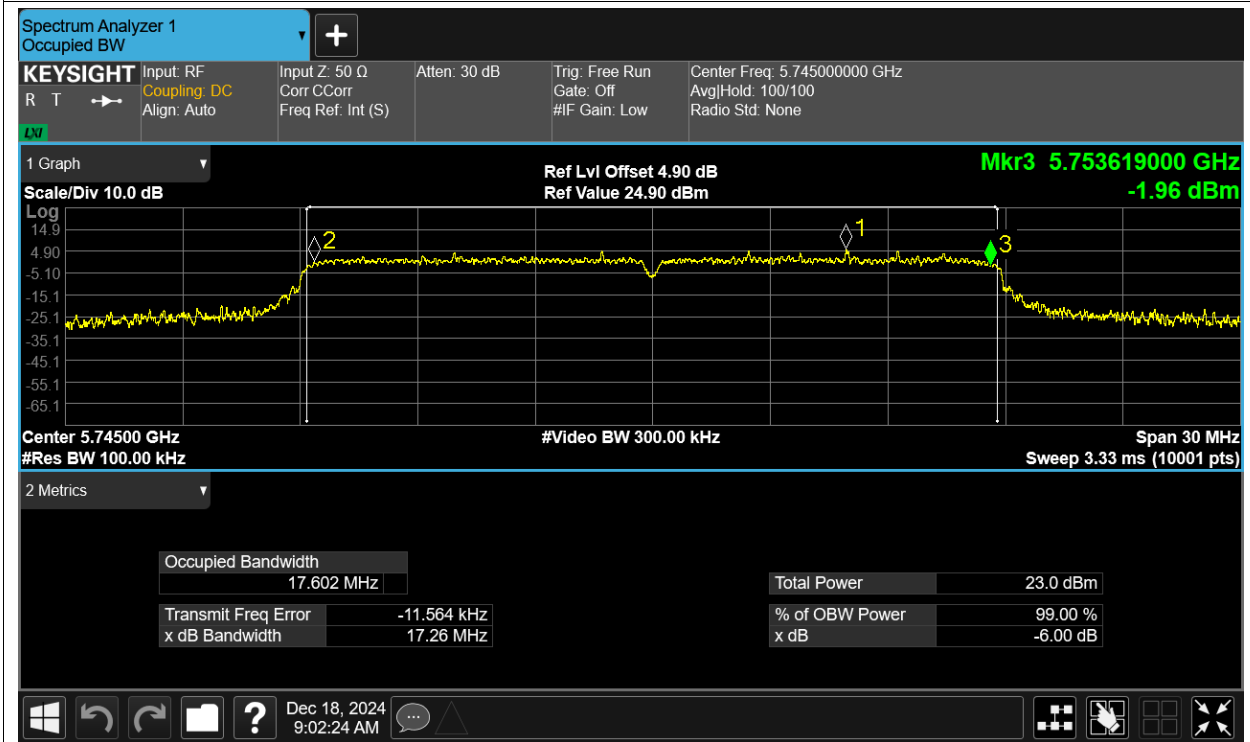 Spectrum Analyzer 1
Occupied BW
KEYSIGHT
R T
LXI
Input: RF
Coupling: DC
Align: Auto
Input Z: 50 Ω
Corr CCorr
Freq Ref: Int (S)
Atten: 30 dB
Trig: Free Run
Gate: Off
#IF Gain: Low
Center Freq: 5.745000000 GHz
Avg|Hold: 100/100
Radio Std: None
1 Graph
Scale/Div 10.0 dB
Ref Lvl Offset 4.90 dB
Ref Value 24.90 dBm
Mkr3 5.753619000 GHz
-1.96 dBm
Log
14.9
4.90
-5.10
-15.1
-25.1
-35.1
-45.1
-55.1
-65.1
2
1
3
Center 5.74500 GHz
#Res BW 100.00 kHz
#Video BW 300.00 kHz
Span 30 MHz
Sweep 3.33 ms (10001 pts)
2 Metrics
Occupied Bandwidth
17.602 MHz
Transmit Freq Error -11.564 kHz
x dB Bandwidth 17.26 MHz
Total Power 23.0 dBm
% of OBW Power 99.00 %
x dB -6.00 dB
?
Dec 18, 2024
9:02:24 AM